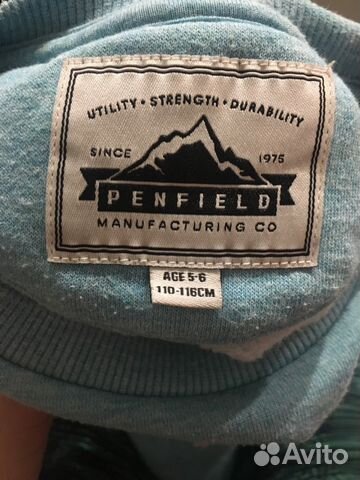 UTILITY • STRENGTH • DURABILITY
SINCE 1975
PENFIELD
MANUFACTURING CO
AGE 5-6
110-116CM
Avito